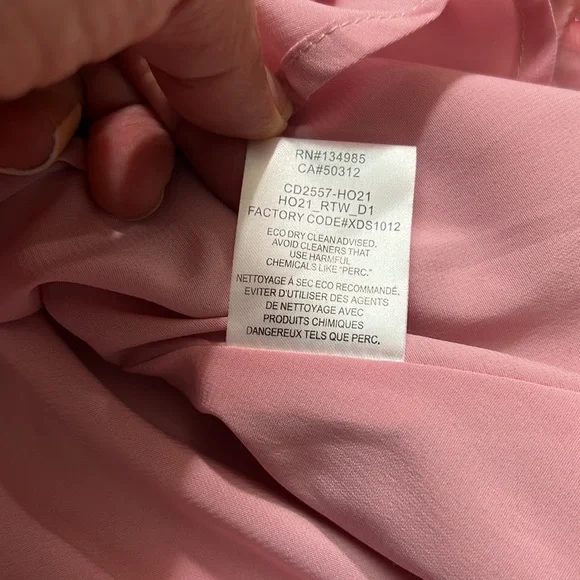 RN#134985
CA#50312
CD2557-HO21
HO21_RTW_D1
FACTORY CODE#XDS1012
ECO DRY CLEAN ADVISED.
AVOID CLEANERS THAT
USE HARMFUL
CHEMICALS LIKE "PERC."
NETTOYAGE À SEC ECO RECOMMANDÉ.
EVITER D'UTILISER DES AGENTS
DE NETTOYAGE AVEC
PRODUITS CHIMIQUES
DANGEREUX TELS QUE PERC.